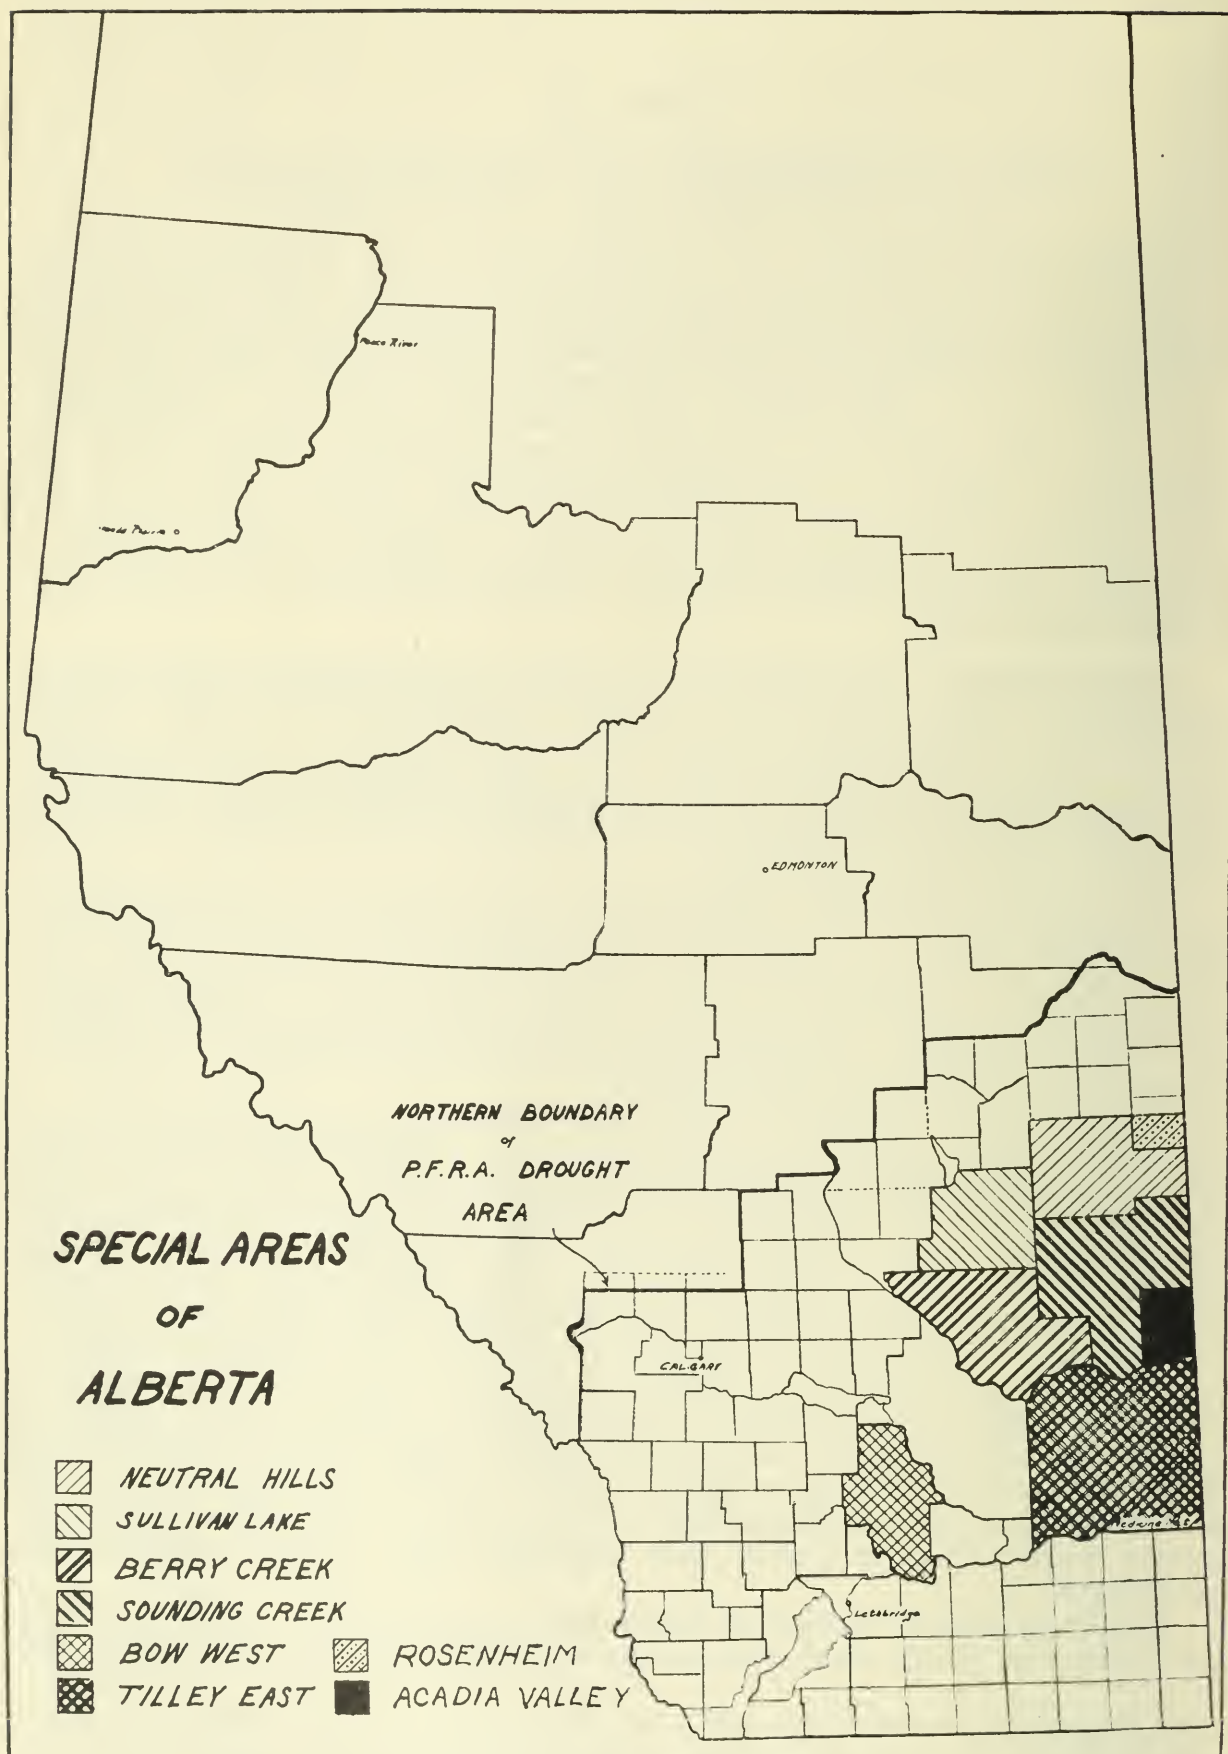 Peace River
Prairie
EDMONTON
NORTHERN BOUNDARY
of
P.F.R.A. DROUGHT
AREA
SPECIAL AREAS
OF
ALBERTA
CALGARY
NEUTRAL HILLS
SULLIVAN LAKE
BERRY CREEK
SOUNDING CREEK
BOW WEST
TILLEY EAST
ROSENHEIM
ACADIA VALLEY
Lethbridge